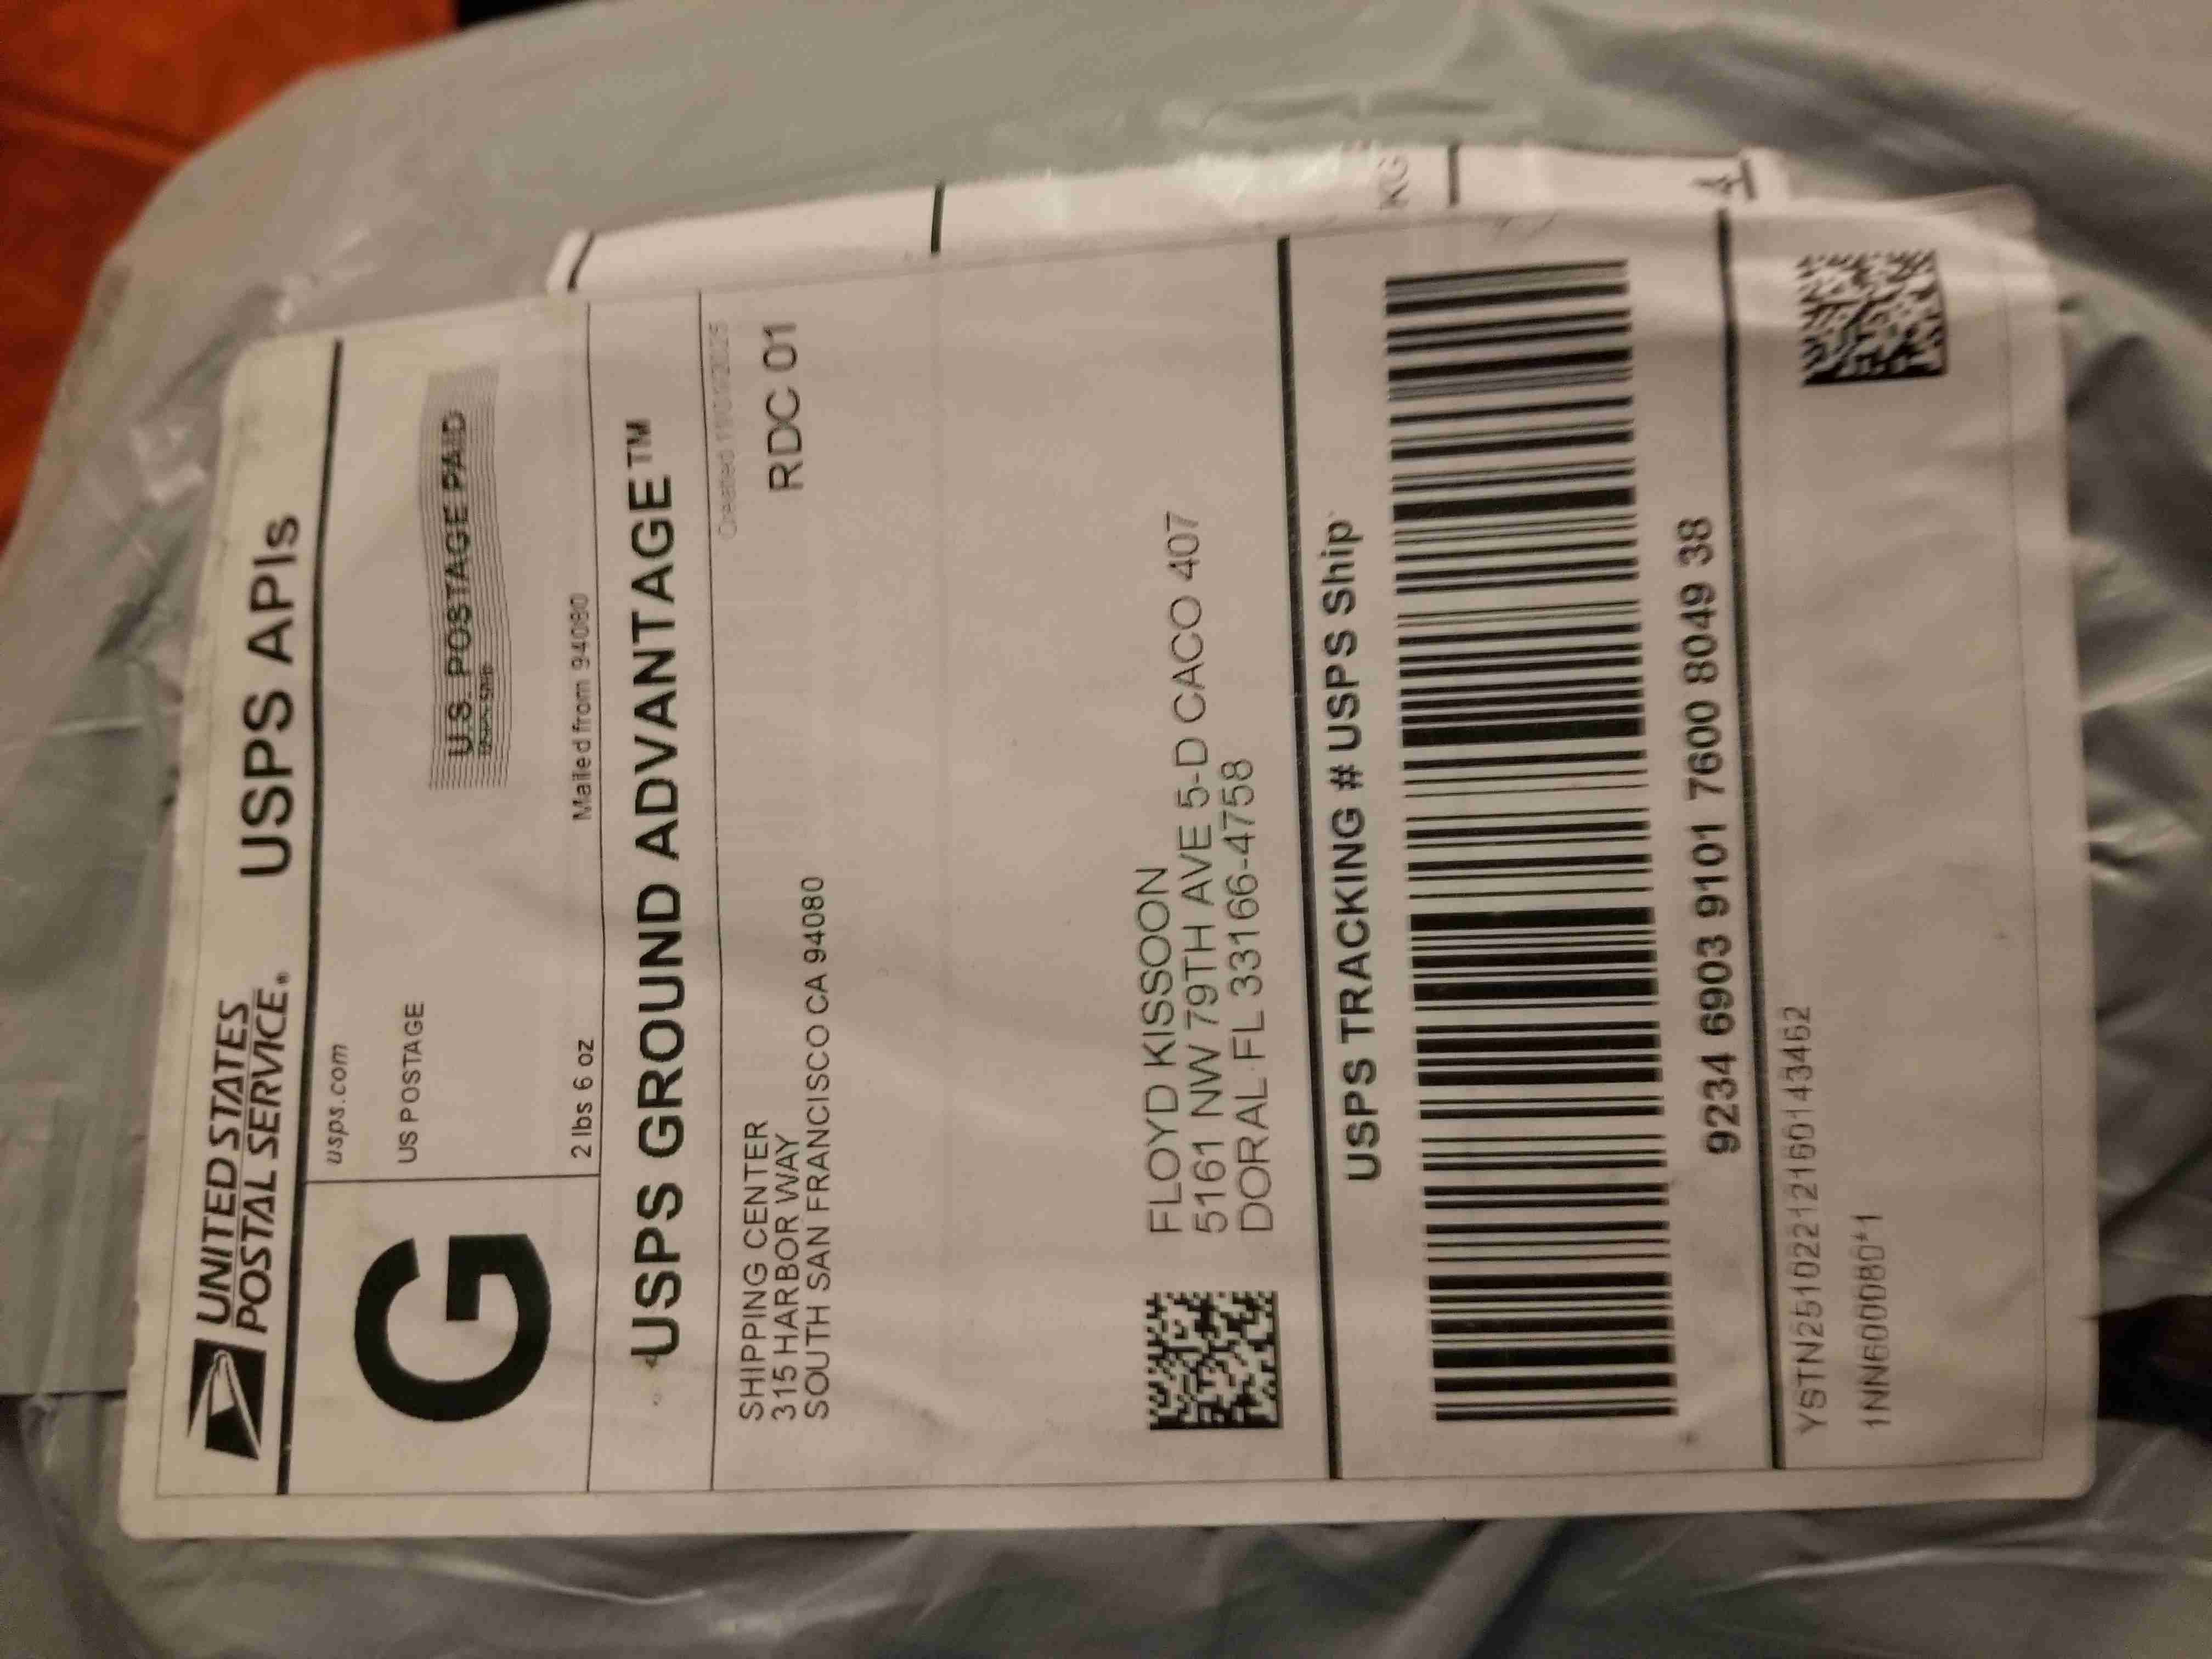 UNITED STATES
POSTAL SERVICE®
USPS APIs
G
usps.com
US POSTAGE
U.S. POSTAGE PAID
2 lbs 6 oz
Mailed from 94080
USPS GROUND ADVANTAGE™
Created
SHIPPING CENTER
315 HARBOR WAY
SOUTH SAN FRANCISCO CA 94080
RDC 01
FLOYD KISSOON
5161 NW 79TH AVE 5-D CACO 407
DORAL FL 33166-4758
USPS TRACKING # USPS Ship
9234 6903 9101 7600 8049 38
YSTN25102212160143462
1NN600080*1
KG
4